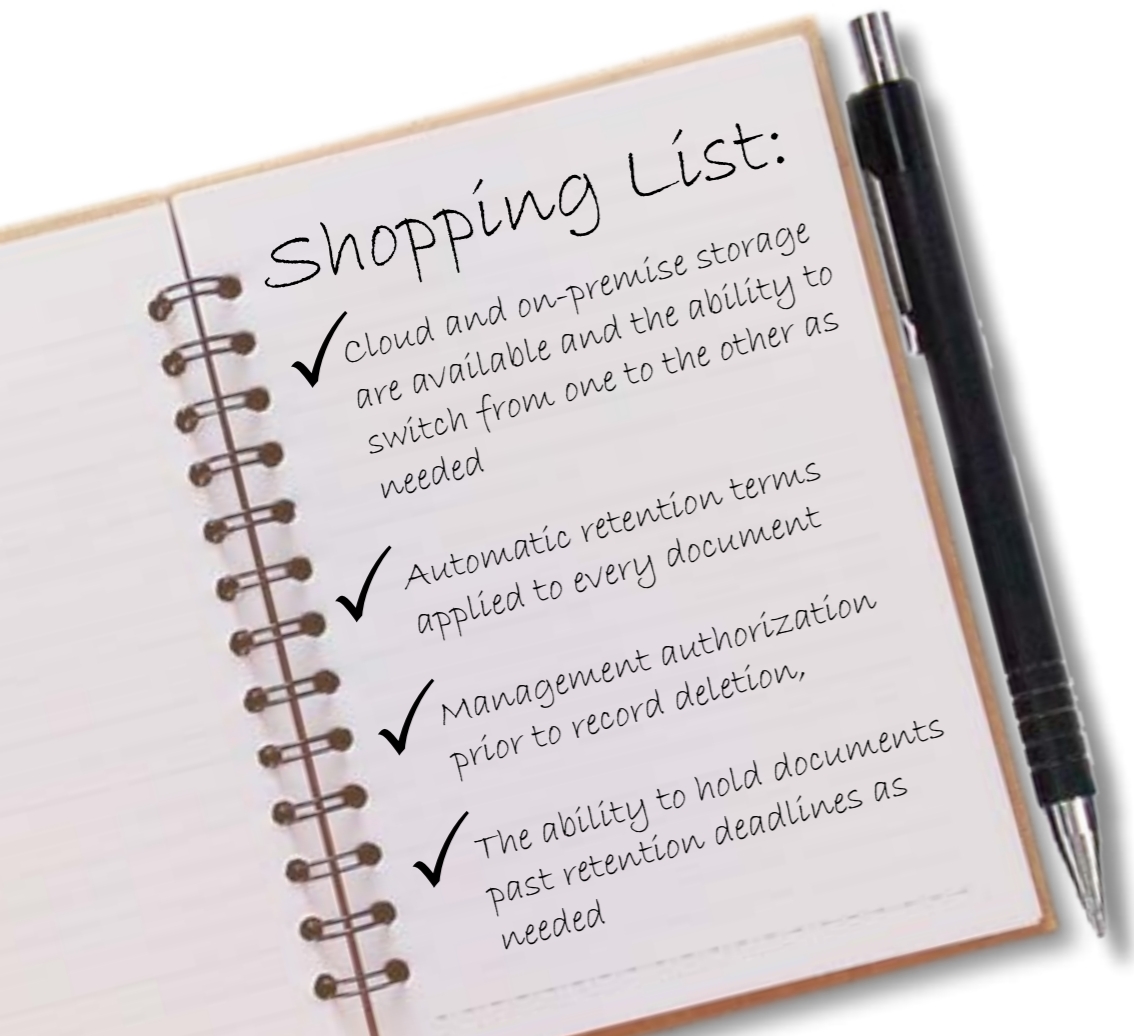 Shopping List:
Cloud and on-premise storage
are available and the ability to
switch from one to the other as
needed
Automatic retention terms
applied to every document
Management authorization
prior to record deletion,
The ability to hold documents
past retention deadlines as
needed